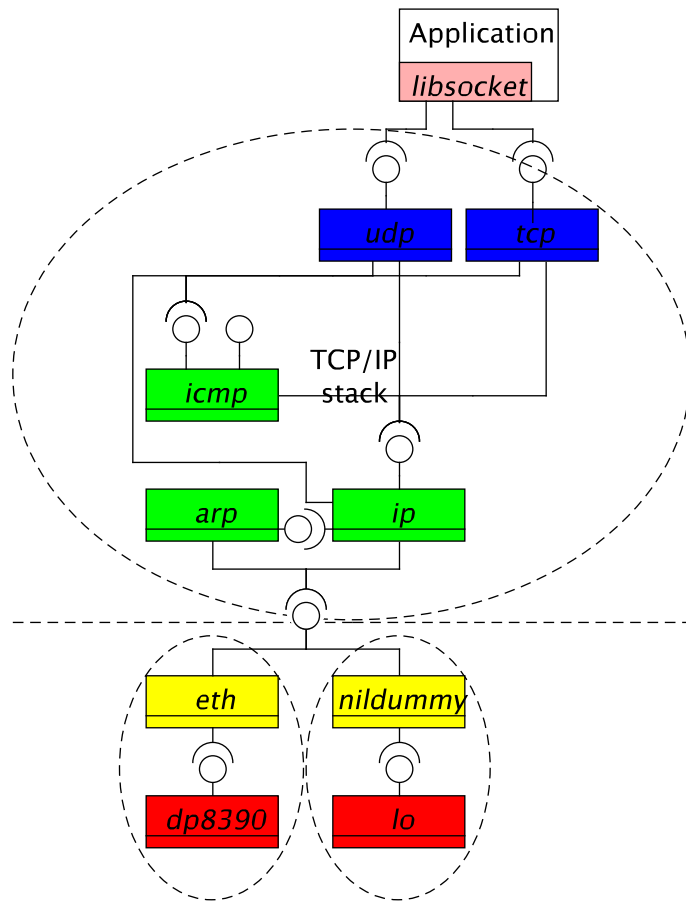 Application
libsocket
udp
tcp
TCP/IP
stack
icmp
arp
ip
eth
nildummy
dp8390
lo